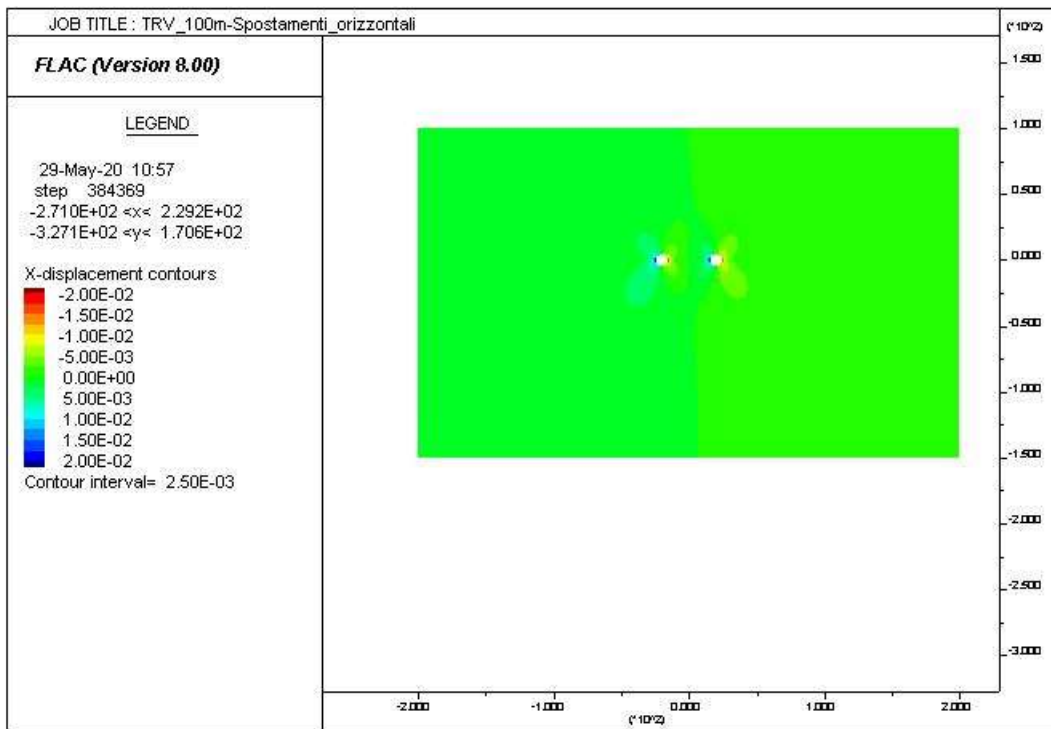 JOB TITLE : TRV_100m-Spostamenti_orizzontali
FLAC (Version 8.00)
LEGEND
29-May-20 10:57
step 384369
-2.710E+02 <x< 2.292E+02
-3.271E+02 <y< 1.706E+02
X-displacement contours
-2.00E-02
-1.50E-02
-1.00E-02
-5.00E-03
0.00E+00
5.00E-03
1.00E-02
1.50E-02
2.00E-02
Contour interval= 2.50E-03
(*10^2)
1.500
1.000
0.500
0.000
-0.500
-1.000
-1.500
-2.000
-2.500
-3.000
-2.000 -1.000 0.000 1.000 2.000
(*10^2)